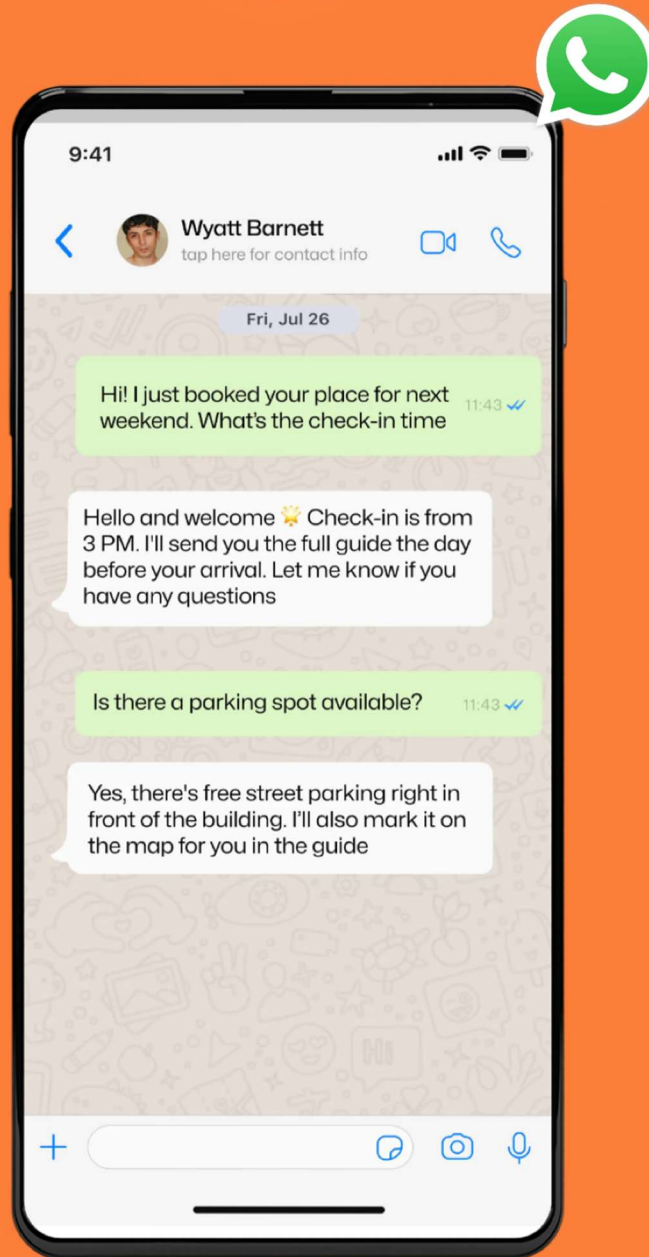 9:41
Wyatt Barnett
tap here for contact info
Fri, Jul 26
Hi! I just booked your place for next
weekend. What's the check-in time
11:43
Hello and welcome 🌟 Check-in is from
3 PM. I'll send you the full guide the day
before your arrival. Let me know if you
have any questions
Is there a parking spot available?
11:43
Yes, there's free street parking right in
front of the building. I'll also mark it on
the map for you in the guide
Hi